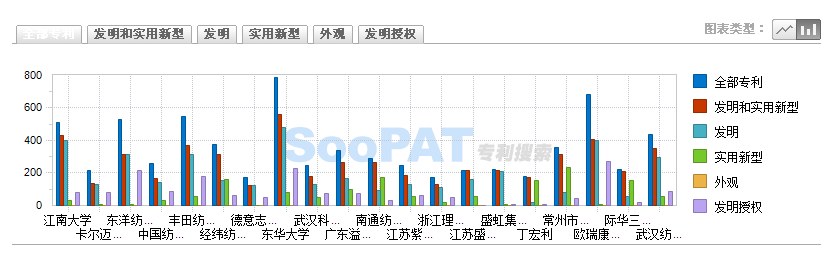 全部专利 发明和实用新型 发明 实用新型 外观 发明授权 图表类型：
800
600
400
200
0
SooPAT 专利搜索
全部专利
发明和实用新型
发明
实用新型
外观
发明授权
江南大学 东洋纺... 丰田纺... 德意志... 武汉科... 南通纺... 浙江理... 盛虹集... 常州市... 际华三...
卡尔迈... 中国纺... 经纬纺... 东华大学 广东溢... 江苏紫... 江苏盛... 丁宏利 欧瑞康... 武汉纺...